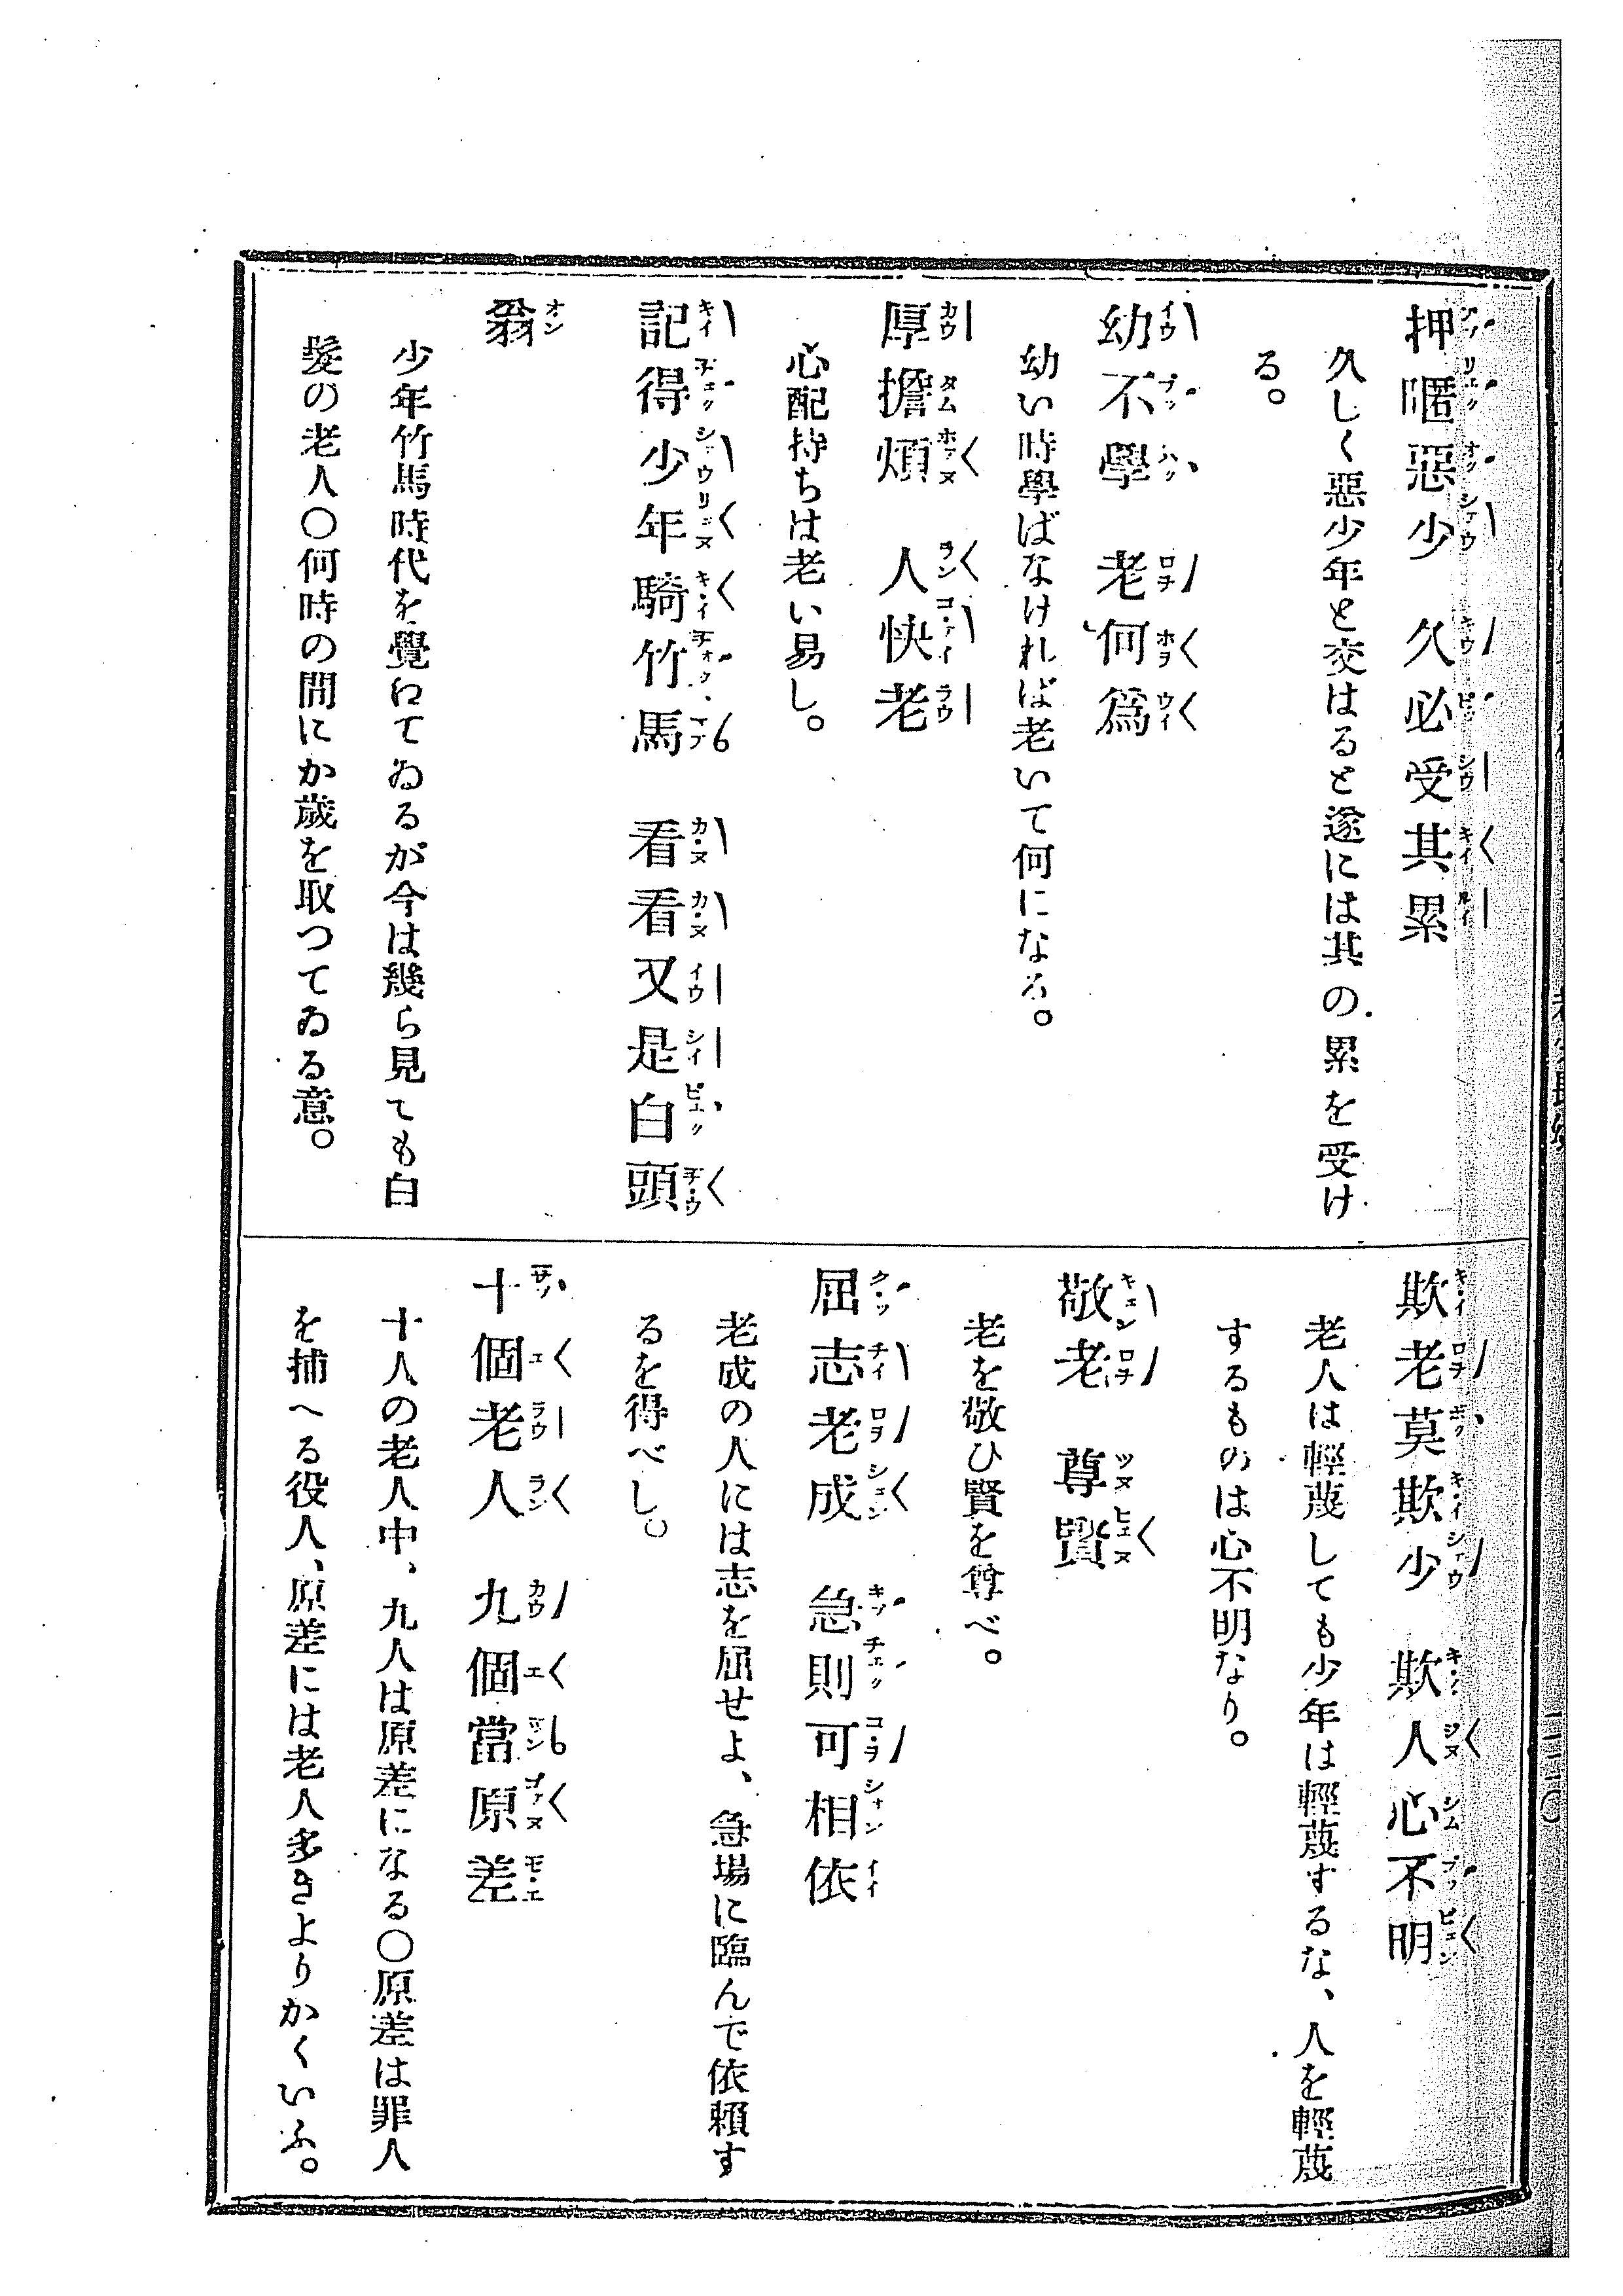 押暱惡少　久必受其累
久しく惡少年と交はると遂には其の累を受け
る。
幼不學　老何爲
幼い時學ばなければ老いて何になる。
厚擔煩　人快老
心配持ちは老い易し。
記得少年騎竹馬　看看又是白頭
翁
少年竹馬時代を覺えてゐるが今は幾ら見ても白
髮の老人〇何時の間にか歲を取つてゐる意。
欺老莫欺少　欺人心不明
老人は輕蔑しても少年は輕蔑するな、人を輕蔑
するものは心不明なり。
敬老　尊賢
老を敬ひ賢を尊べ。
屈志老成　急則可相依
老成の人には志を屈せよ、急場に臨んで依賴す
るを得べし。
十個老人　九個當原差
十人の老人中、九人は原差になる〇原差は罪人
を捕へる役人、原差には老人多きよりかくいふ。